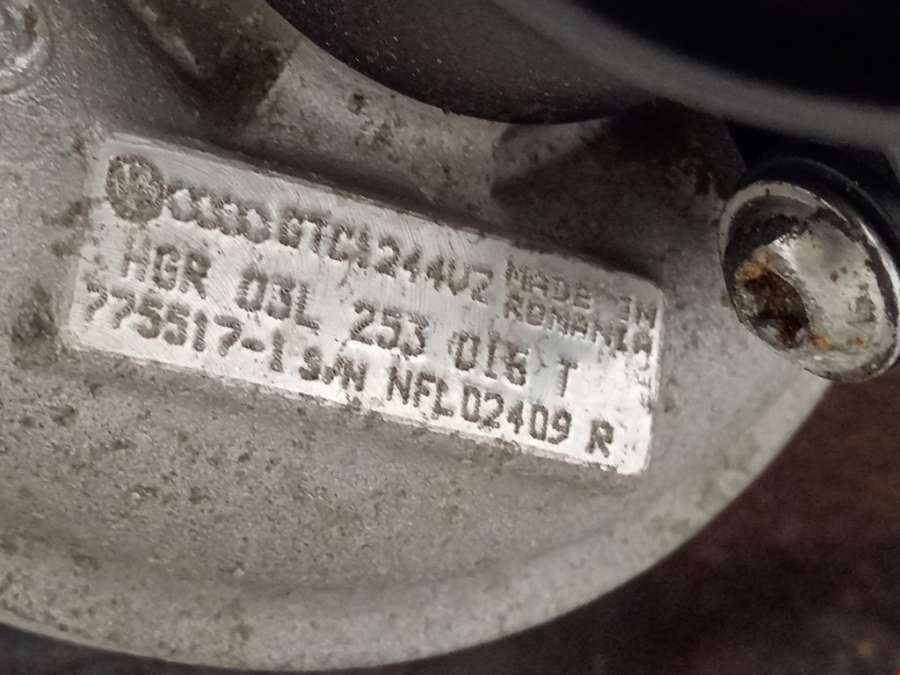 GTC1244VZ MADE IN
ROMANIA
HGR 03L 253 016 T
775517-1 S/N NFL02409 R